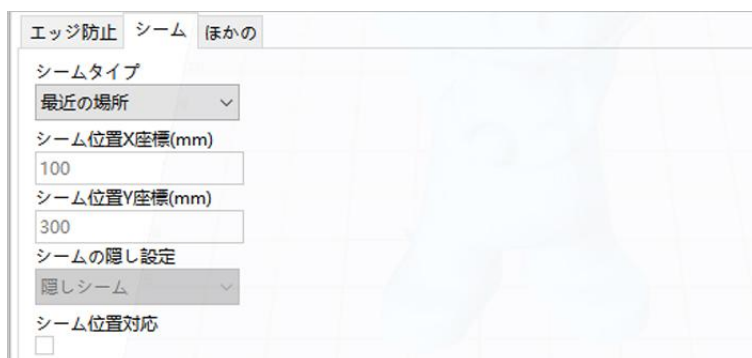 エッジ防止 シーム ほかの
シームタイプ
最近の場所
シーム位置X座標(mm)
100
シーム位置Y座標(mm)
300
シームの隠し設定
隠しシーム
シーム位置対応